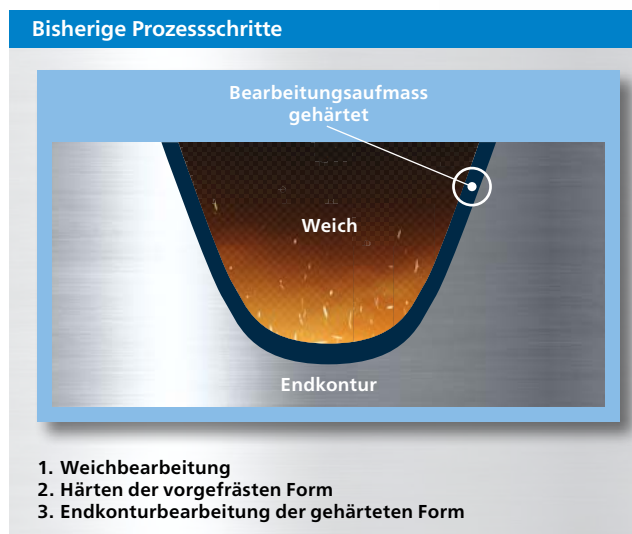 Bisherige Prozessschritte
Bearbeitungsaufmass
gehärtet
Weich
Endkontur
1. Weichbearbeitung
2. Härten der vorgefrästen Form
3. Endkonturbearbeitung der gehärteten Form